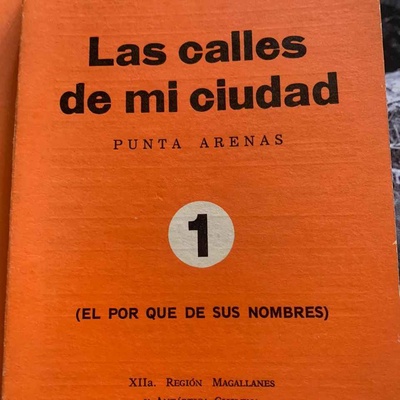 Las calles
de mi ciudad
PUNTA ARENAS
1
(EL POR QUE DE SUS NOMBRES)
XIIa. REGIÓN MAGALLANES